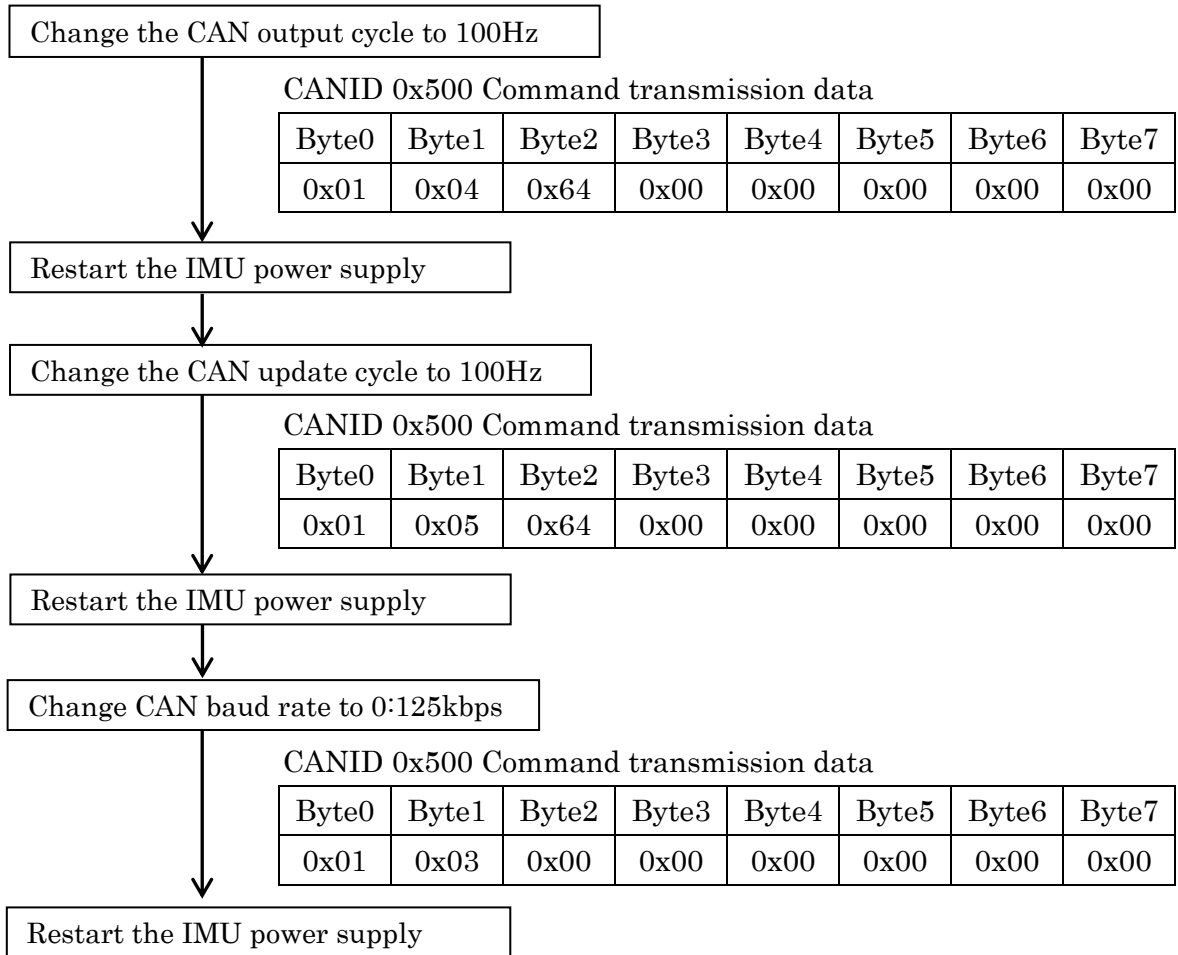 Change the CAN output cycle to 100Hz
CANID 0x500 Command transmission data
Byte0 Byte1 Byte2 Byte3 Byte4 Byte5 Byte6 Byte7
0x01 0x04 0x64 0x00 0x00 0x00 0x00 0x00
Restart the IMU power supply
Change the CAN update cycle to 100Hz
CANID 0x500 Command transmission data
Byte0 Byte1 Byte2 Byte3 Byte4 Byte5 Byte6 Byte7
0x01 0x05 0x64 0x00 0x00 0x00 0x00 0x00
Restart the IMU power supply
Change CAN baud rate to 0:125kbps
CANID 0x500 Command transmission data
Byte0 Byte1 Byte2 Byte3 Byte4 Byte5 Byte6 Byte7
0x01 0x03 0x00 0x00 0x00 0x00 0x00 0x00
Restart the IMU power supply